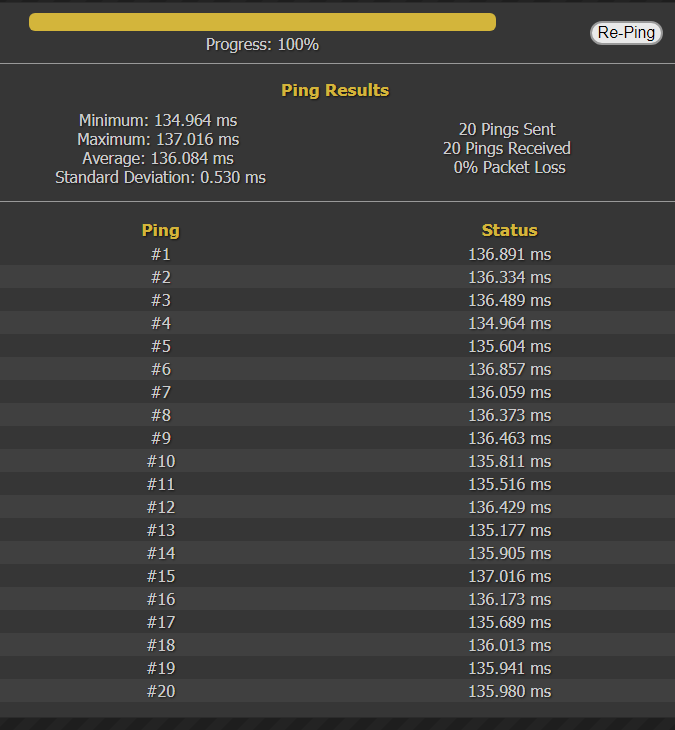 Progress: 100%
Re-Ping
Ping Results
Minimum: 134.964 ms
Maximum: 137.016 ms
Average: 136.084 ms
Standard Deviation: 0.530 ms
20 Pings Sent
20 Pings Received
0% Packet Loss
Ping Status
#1 136.891 ms
#2 136.334 ms
#3 136.489 ms
#4 134.964 ms
#5 135.604 ms
#6 136.857 ms
#7 136.059 ms
#8 136.373 ms
#9 136.463 ms
#10 135.811 ms
#11 135.516 ms
#12 136.429 ms
#13 135.177 ms
#14 135.905 ms
#15 137.016 ms
#16 136.173 ms
#17 135.689 ms
#18 136.013 ms
#19 135.941 ms
#20 135.980 ms